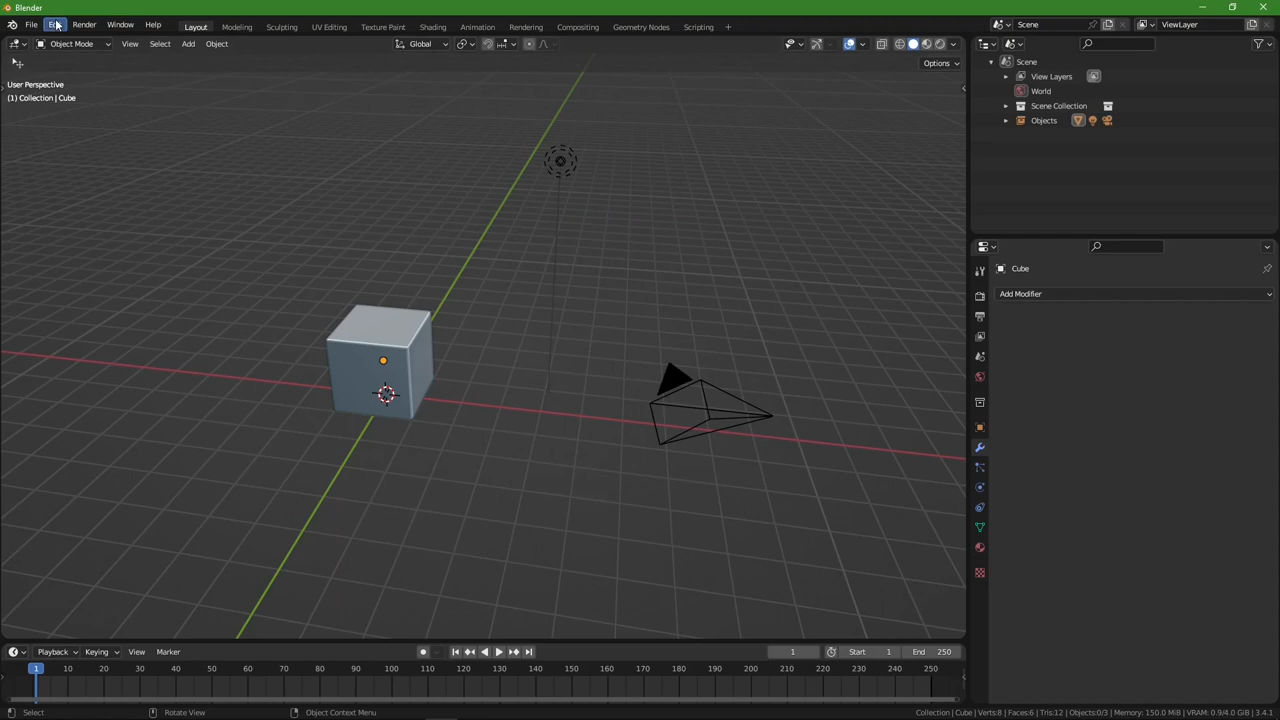 Blender
File Edit Render Window Help Layout Modeling Sculpting UV Editing Texture Paint Shading Animation Rendering Compositing Geometry Nodes Scripting Scene ViewLayer
Object Mode View Select Add Object Global
Options
User Perspective
(1) Collection | Cube
Scene
View Layers
World
Scene Collection
Objects
Cube
Add Modifier
Playback Keying View Marker 1 Start 1 End 250
1 10 20 30 40 50 60 70 80 90 100 110 120 130 140 150 160 170 180 190 200 210 220 230 240 250
Select Rotate View Object Context Menu Collection | Cube | Verts:8 | Faces:6 | Tris:12 | Objects:0/3 | Memory: 150.0 MiB | VRAM: 0.9/4.0 GiB | 3.4.1